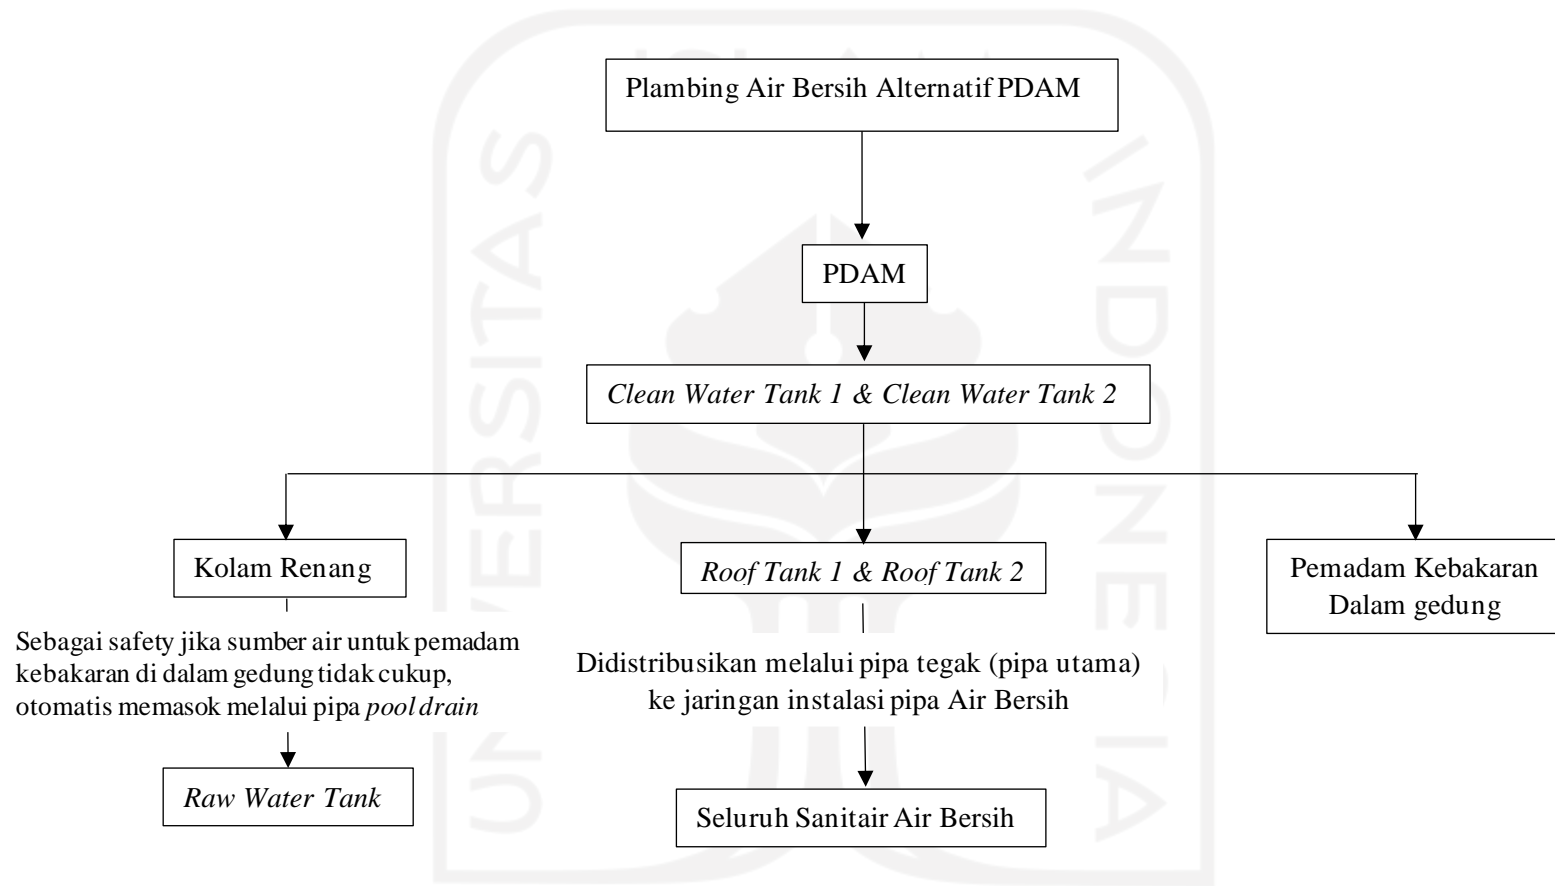 Plambing Air Bersih Alternatif PDAM
PDAM
Clean Water Tank 1 & Clean Water Tank 2
Kolam Renang
Roof Tank 1 & Roof Tank 2
Pemadam Kebakaran
Dalam gedung
Sebagai safety jika sumber air untuk pemadam
kebakaran di dalam gedung tidak cukup,
otomatis memasok melalui pipa pool drain
Didistribusikan melalui pipa tegak (pipa utama)
ke jaringan instalasi pipa Air Bersih
Raw Water Tank
Seluruh Sanitair Air Bersih